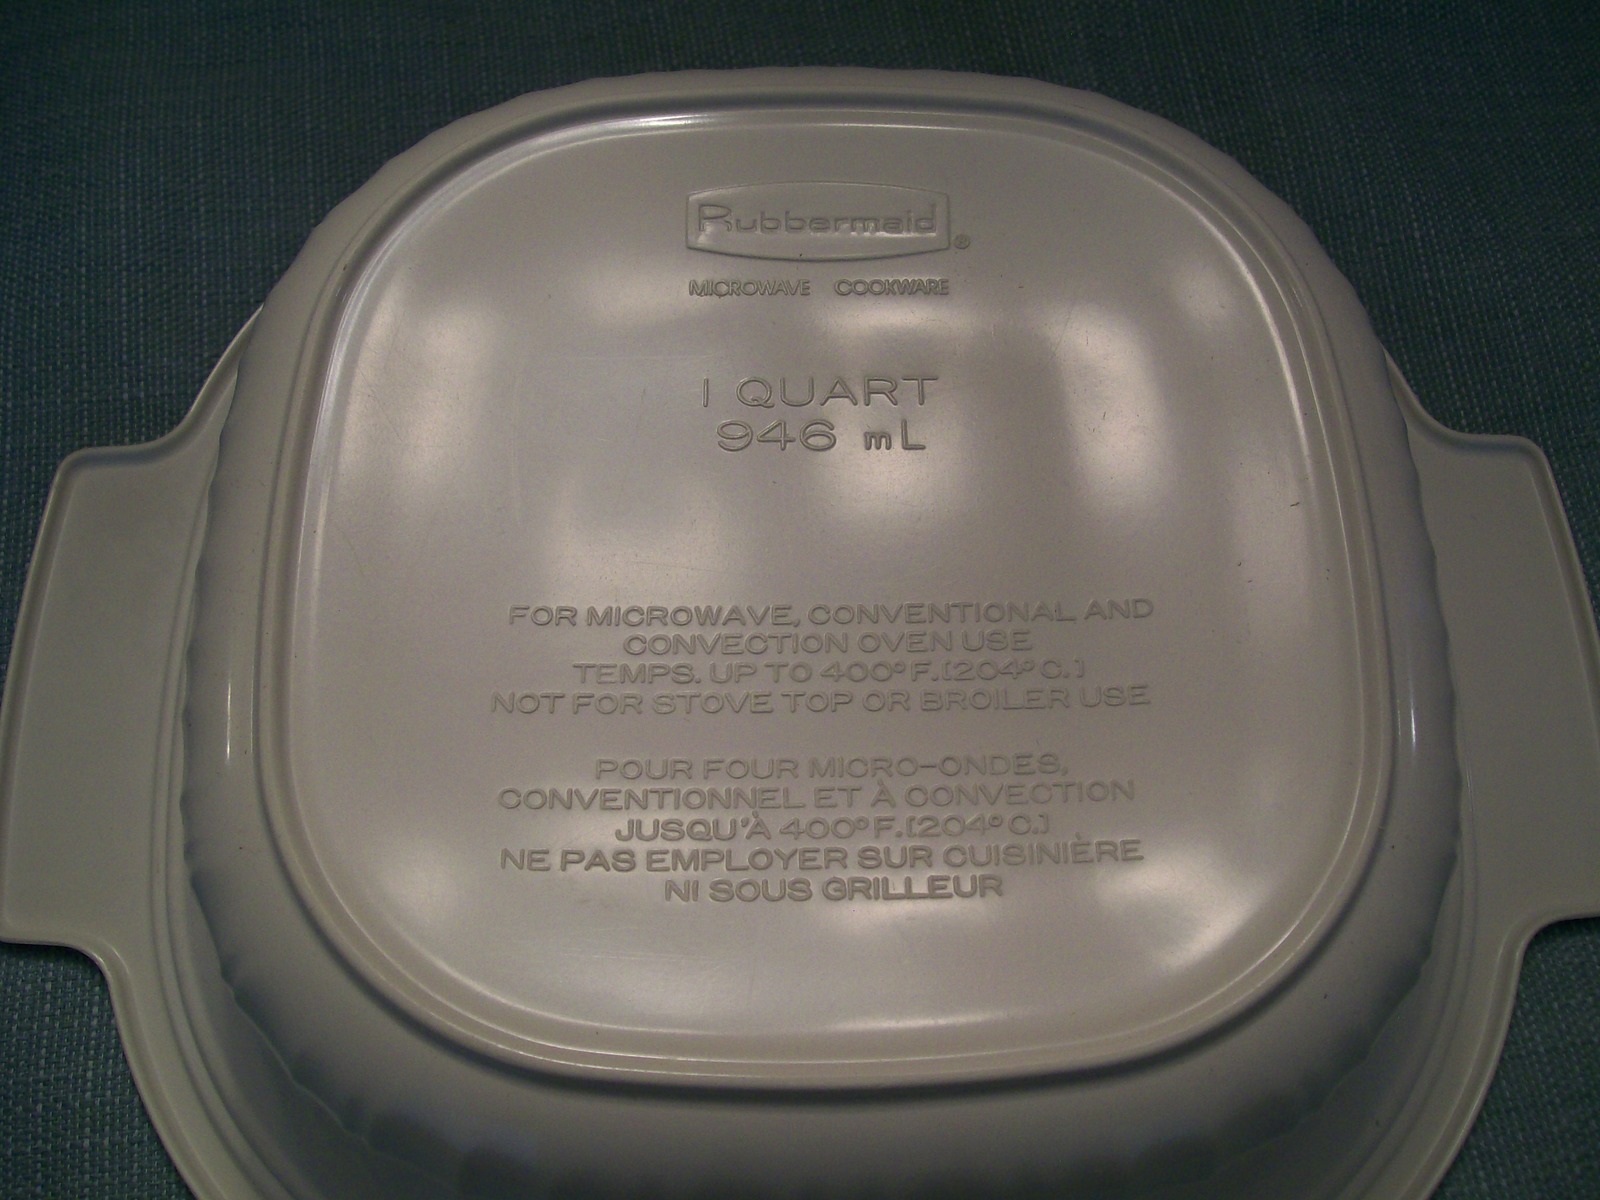 Rubbermaid®
MICROWAVE COOKWARE
1 QUART
946 mL
FOR MICROWAVE, CONVENTIONAL AND
CONVECTION OVEN USE
TEMPS. UP TO 400° F. [204° C.]
NOT FOR STOVE TOP OR BROILER USE
POUR FOUR MICRO-ONDES,
CONVENTIONNEL ET À CONVECTION
JUSQU'À 400° F. [204° C.]
NE PAS EMPLOYER SUR CUISINIÈRE
NI SOUS GRILLEUR